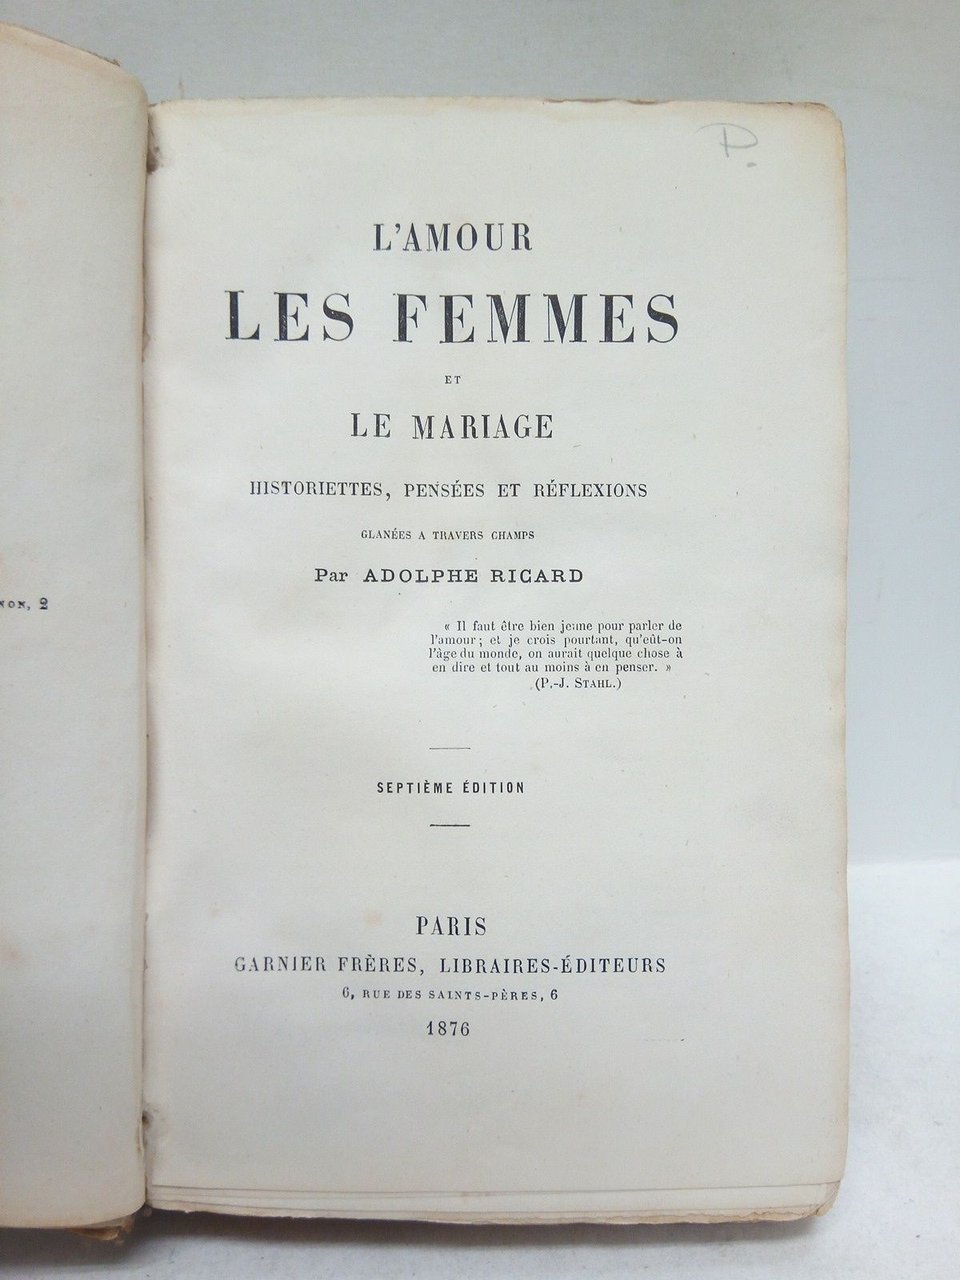 P.
L'AMOUR
LES FEMMES
ET
LE MARIAGE
HISTORIETTES, PENSÉES ET RÉFLEXIONS
GLANÉES A TRAVERS CHAMPS
Par ADOLPHE RICARD
« Il faut être bien jeune pour parler de
l'amour; et je crois pourtant, qu'eût-on
l'âge du monde, on aurait quelque chose à
en dire et tout au moins à en penser. »
(P.-J. STAHL.)
SEPTIÈME ÉDITION
PARIS
GARNIER FRÈRES, LIBRAIRES-ÉDITEURS
6, RUE DES SAINTS-PÈRES, 6
1876
NON, 2